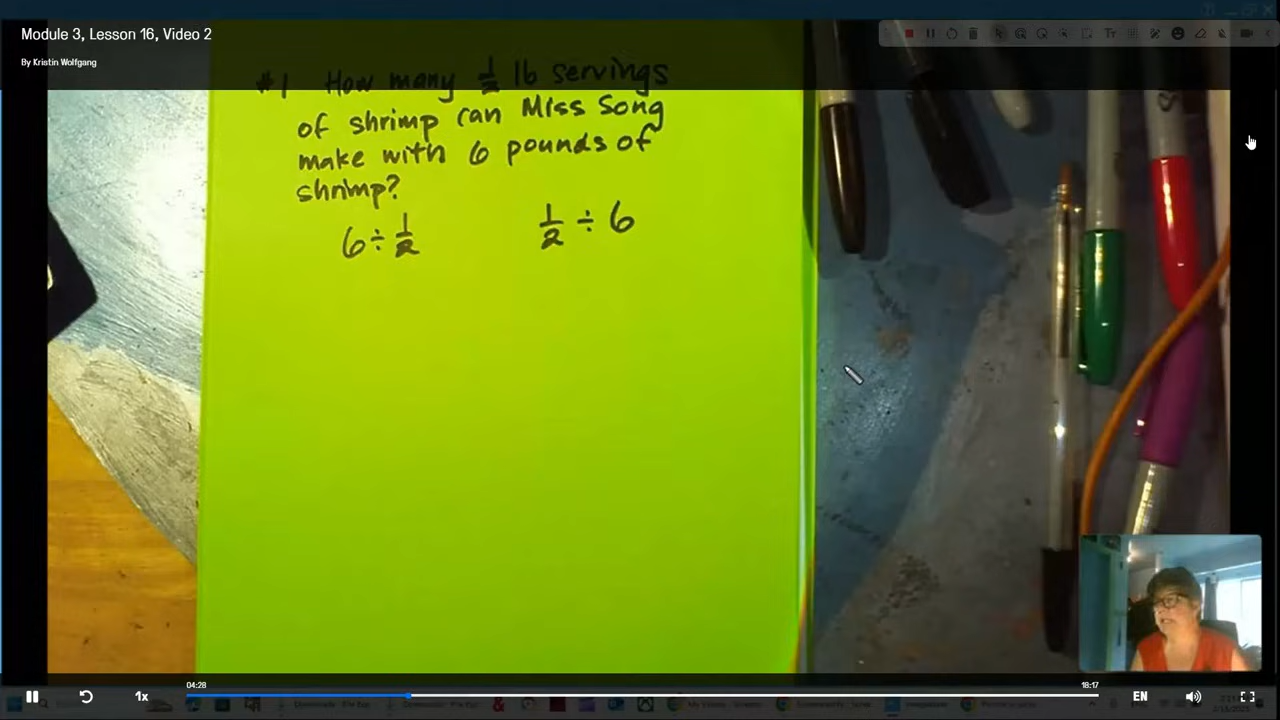 Module 3, Lesson 16, Video 2
By Kristin Wolfgang
#1 How many 1/2 lb servings
of shrimp can Miss Song
make with 6 pounds of
shrimp?
6 ÷ 1/2
1/2 ÷ 6
04:28
18:17
1x
EN